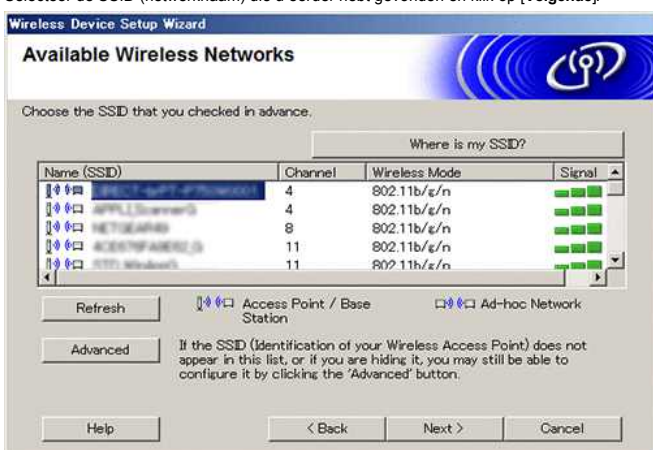 Wireless Device Setup Wizard
Available Wireless Networks
Choose the SSID that you checked in advance.
Where is my SSID?
Name (SSID) Channel Wireless Mode Signal
4 802.11b/g/n
4 802.11b/g/n
8 802.11b/g/n
11 802.11b/g/n
11 802.11b/g/n
Refresh
Access Point / Base
Station
Ad-hoc Network
Advanced
If the SSID (Identification of your Wireless Access Point) does not
appear in this list, or if you are hiding it, you may still be able to
configure it by clicking the 'Advanced' button.
Help
< Back
Next >
Cancel